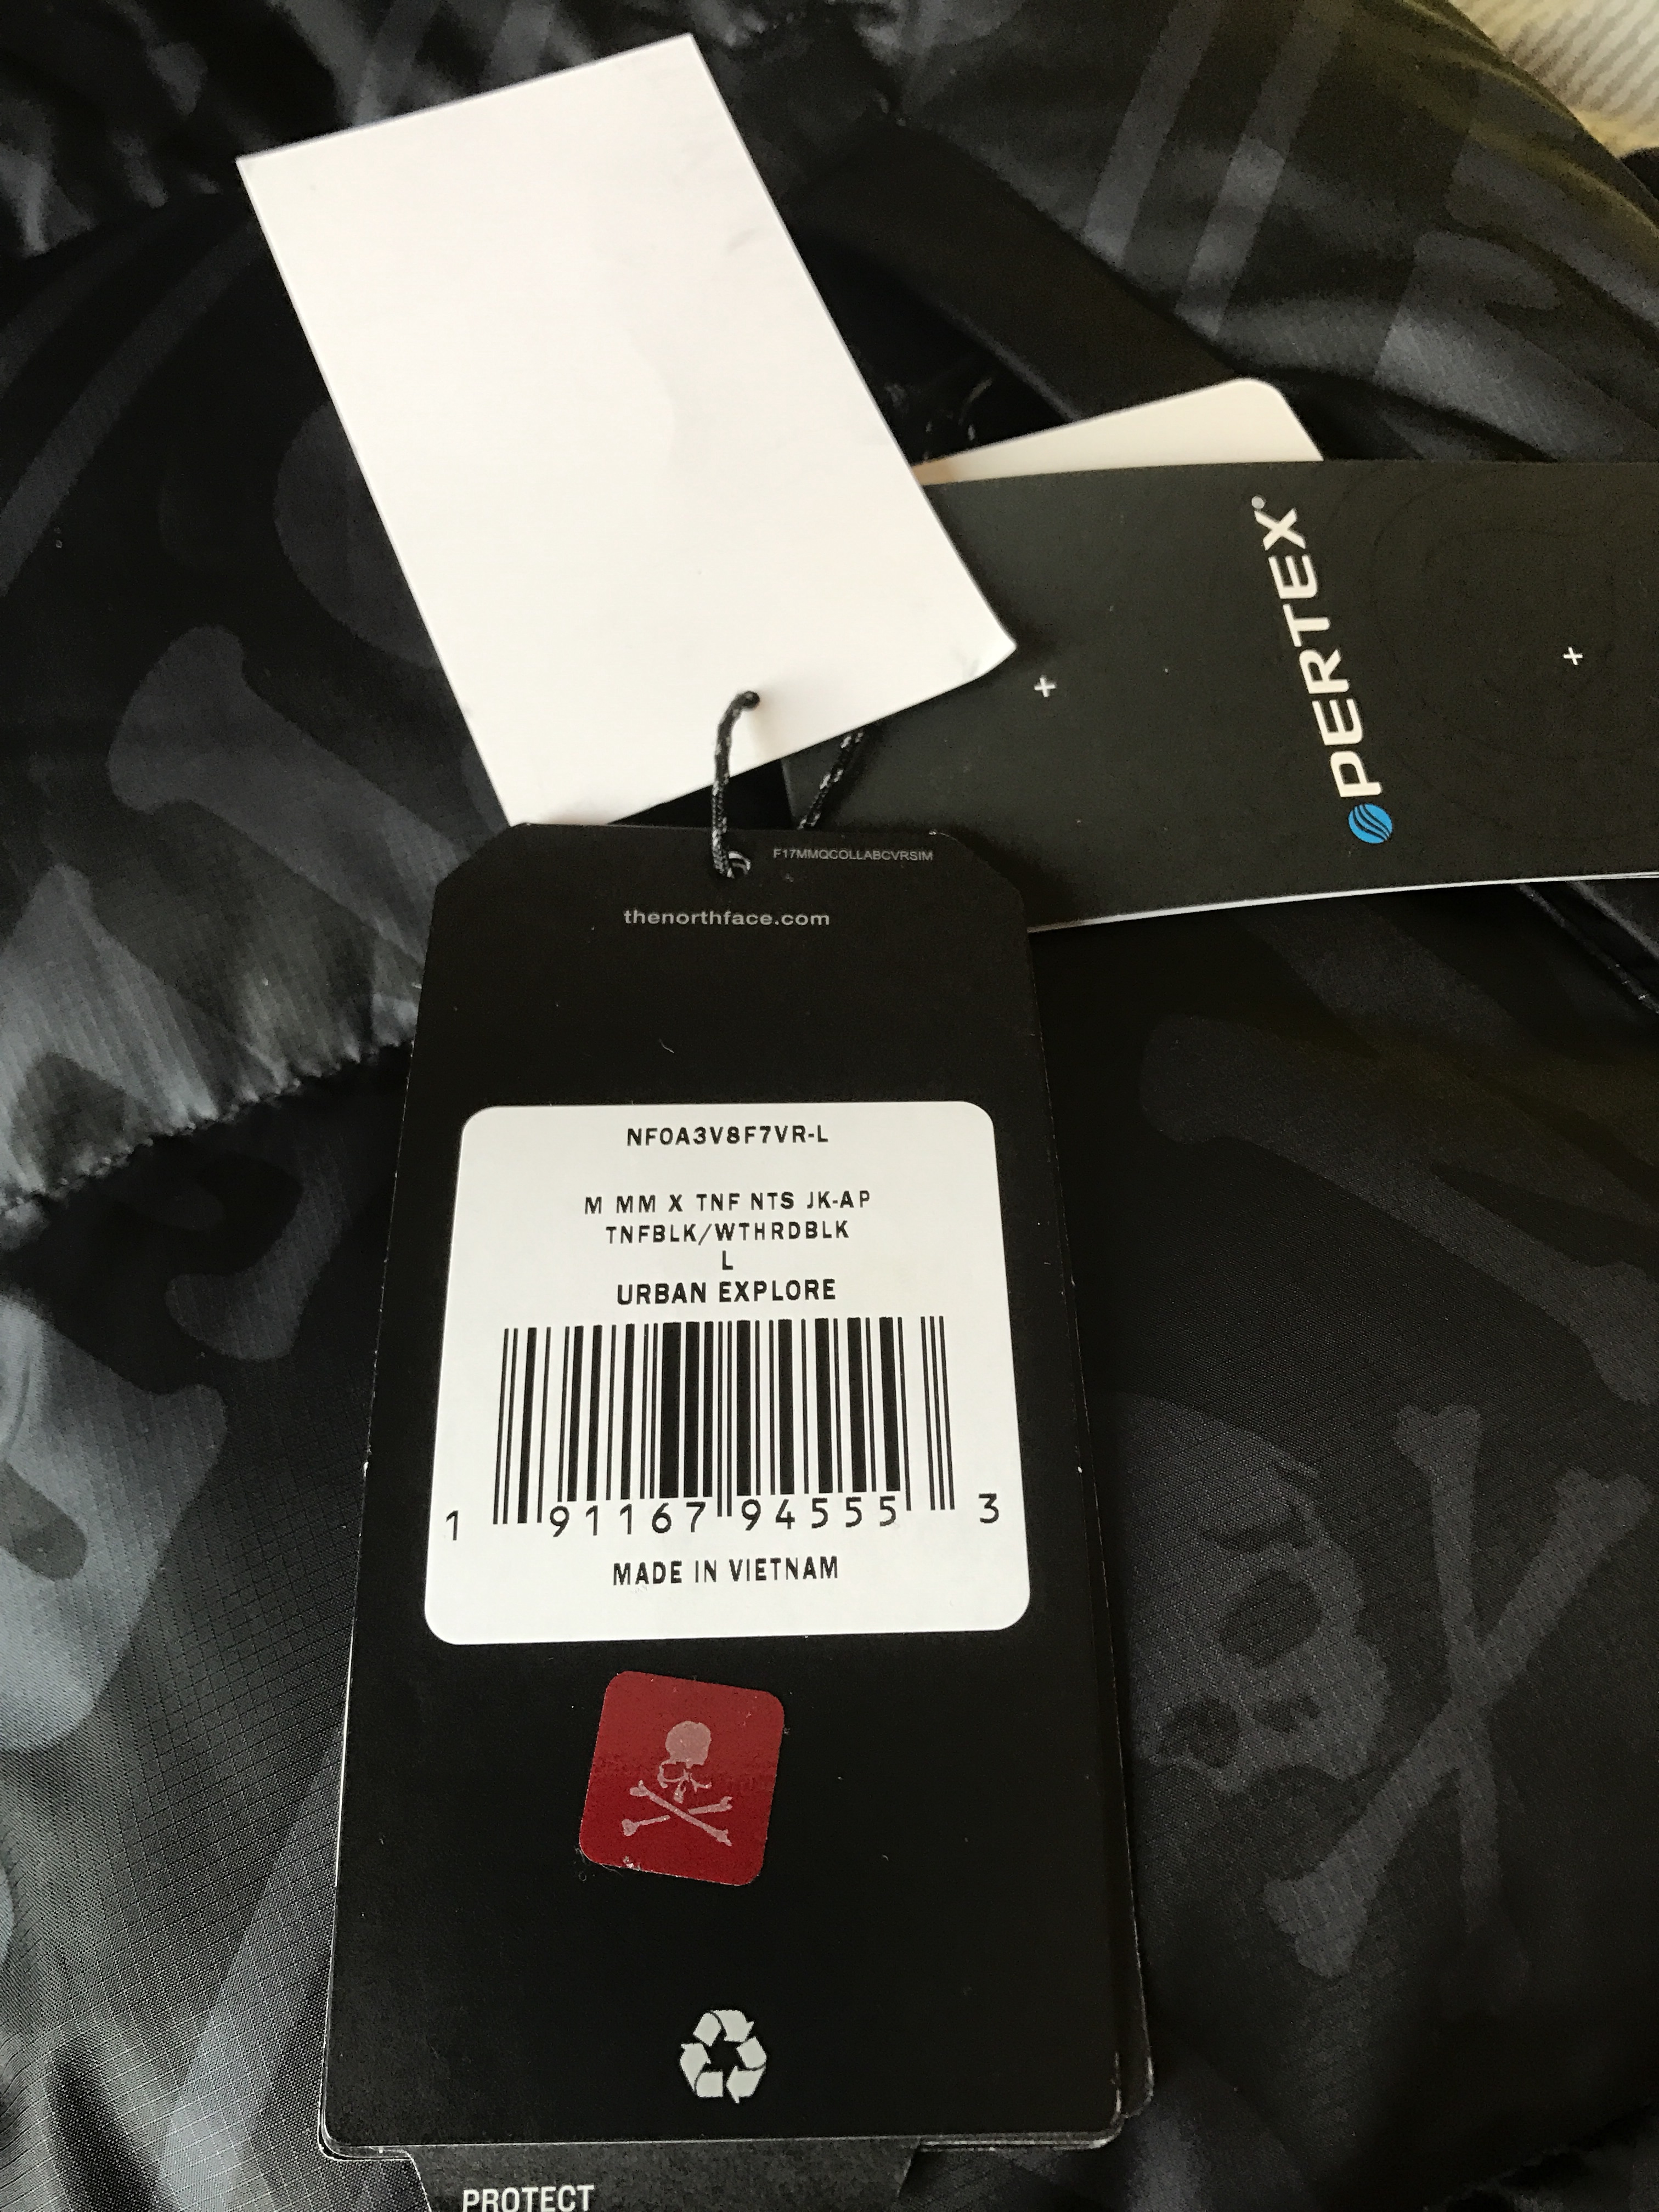 PERTEX®
F17MMQCOLLABCVRSIM
thenorthface.com
NF0A3V8F7VR-L
M MM X TNF NTS JK-AP
TNFBLK/WTHRDBLK
L
URBAN EXPLORE
1 91167 94555 3
MADE IN VIETNAM
PROTECT